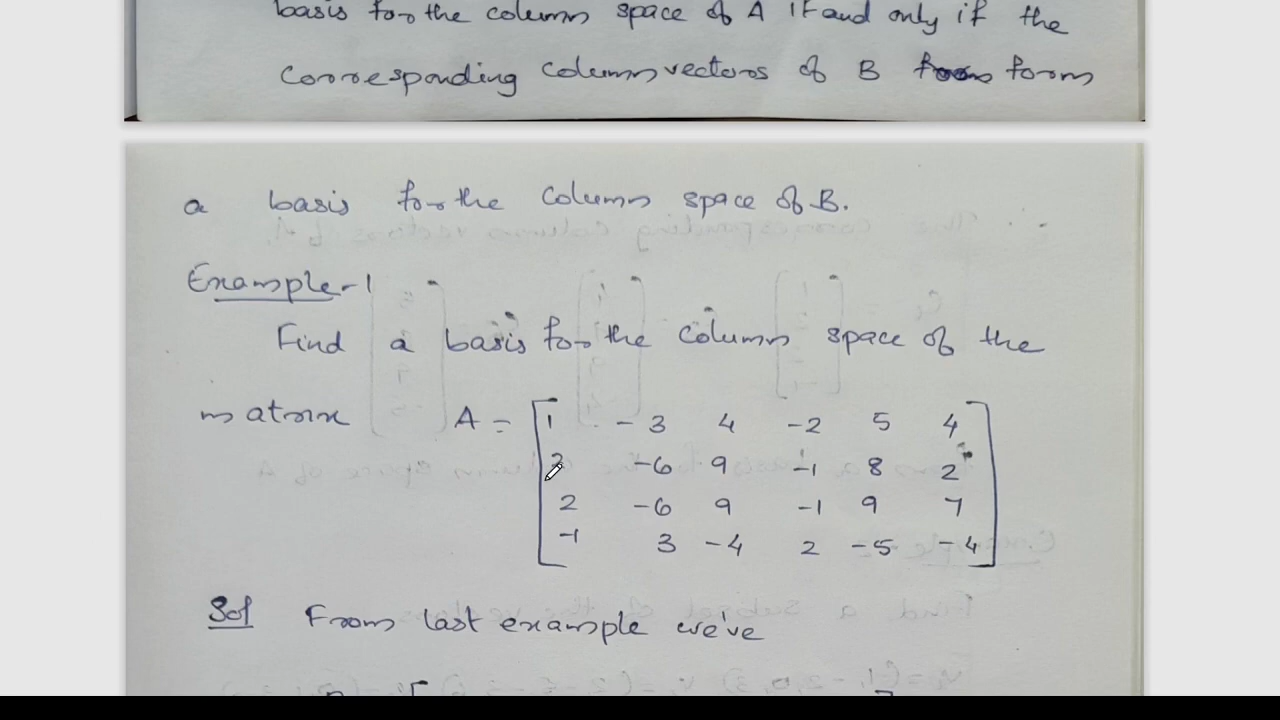 basis for the column space of A if and only if the
corresponding column vectors of B form
a basis for the column space of B.
Example-1
Find a basis for the column space of the
matrix A = 1 -3 4 -2 5 4
2 -6 9 -1 8 2
2 -6 9 -1 9 7
-1 3 -4 2 -5 -4
Sol From last example we've